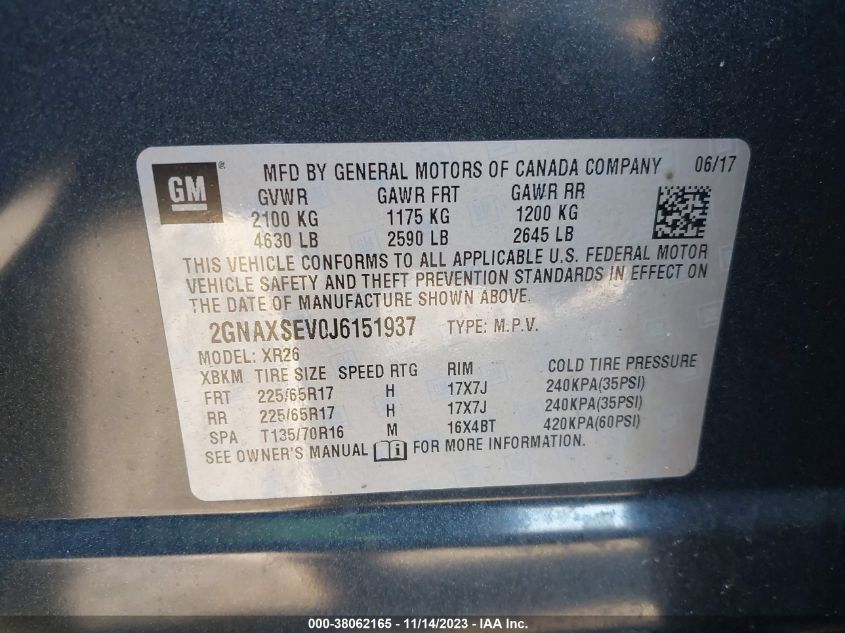 GM ® MFD BY GENERAL MOTORS OF CANADA COMPANY 06/17
GVWR GAWR FRT GAWR RR
2100 KG 1175 KG 1200 KG
4630 LB 2590 LB 2645 LB
THIS VEHICLE CONFORMS TO ALL APPLICABLE U.S. FEDERAL MOTOR
VEHICLE SAFETY AND THEFT PREVENTION STANDARDS IN EFFECT ON
THE DATE OF MANUFACTURE SHOWN ABOVE.
2GNAXSEV0J6151937 TYPE: M.P.V.
MODEL: XR26
XBKM TIRE SIZE SPEED RTG RIM COLD TIRE PRESSURE
FRT 225/65R17 H 17X7J 240KPA(35PSI)
RR 225/65R17 H 17X7J 240KPA(35PSI)
SPA T135/70R16 M 16X4BT 420KPA(60PSI)
SEE OWNER'S MANUAL i FOR MORE INFORMATION.
000-38062165 - 11/14/2023 - IAA Inc.